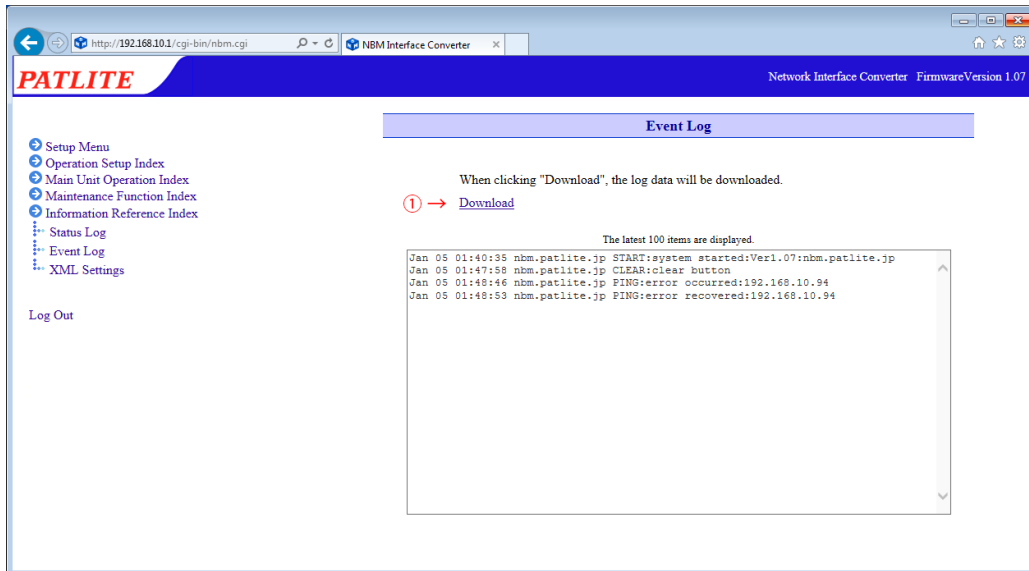 http://192.168.10.1/cgi-bin/nbm.cgi
NBM Interface Converter
PATLITE
Network Interface Converter FirmwareVersion 1.07
Event Log
Setup Menu
Operation Setup Index
Main Unit Operation Index
Maintenance Function Index
Information Reference Index
Status Log
Event Log
XML Settings
Log Out
When clicking "Download", the log data will be downloaded.
① → Download
The latest 100 items are displayed.
Jan 05 01:40:35 nbm.patlite.jp START:system started:Ver1.07:nbm.patlite.jp
Jan 05 01:47:58 nbm.patlite.jp CLEAR:clear button
Jan 05 01:48:46 nbm.patlite.jp PING:error occurred:192.168.10.94
Jan 05 01:48:53 nbm.patlite.jp PING:error recovered:192.168.10.94